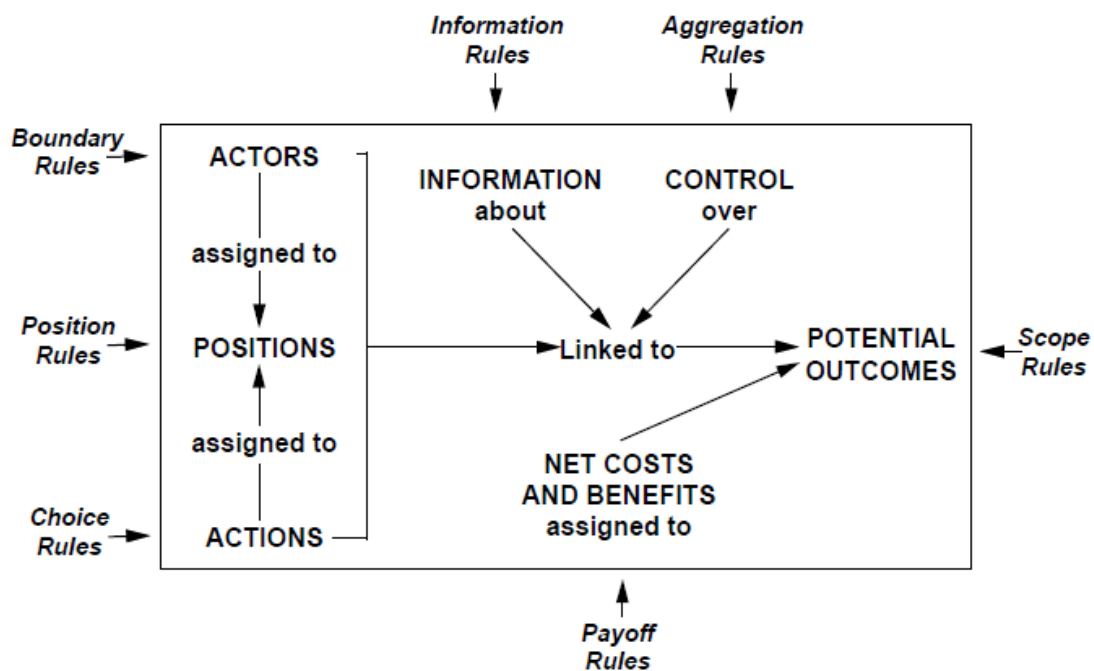 Information
Rules
Aggregation
Rules
Boundary
Rules
ACTORS
INFORMATION
about
CONTROL
over
assigned to
Position
Rules
POSITIONS
Linked to
POTENTIAL
OUTCOMES
Scope
Rules
assigned to
NET COSTS
AND BENEFITS
assigned to
Choice
Rules
ACTIONS
Payoff
Rules